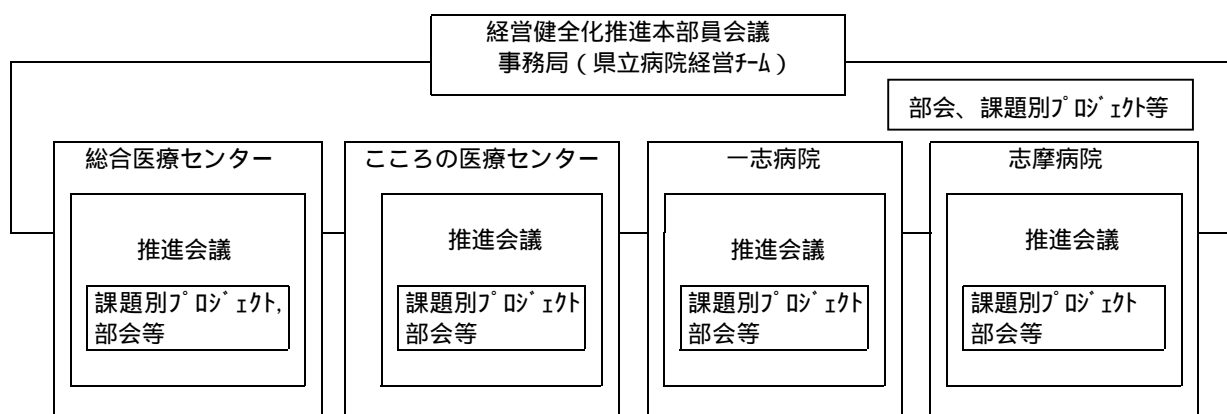 経営健全化推進本部員会議
事務局(県立病院経営ﾁｰﾑ)
部会、課題別ﾌﾟﾛｼﾞｪｸﾄ等
総合医療センター
こころの医療センター
一志病院
志摩病院
推進会議
推進会議
推進会議
推進会議
課題別ﾌﾟﾛｼﾞｪｸﾄ,
部会等
課題別ﾌﾟﾛｼﾞｪｸﾄ
部会等
課題別ﾌﾟﾛｼﾞｪｸﾄ
部会等
課題別ﾌﾟﾛｼﾞｪｸﾄ
部会等